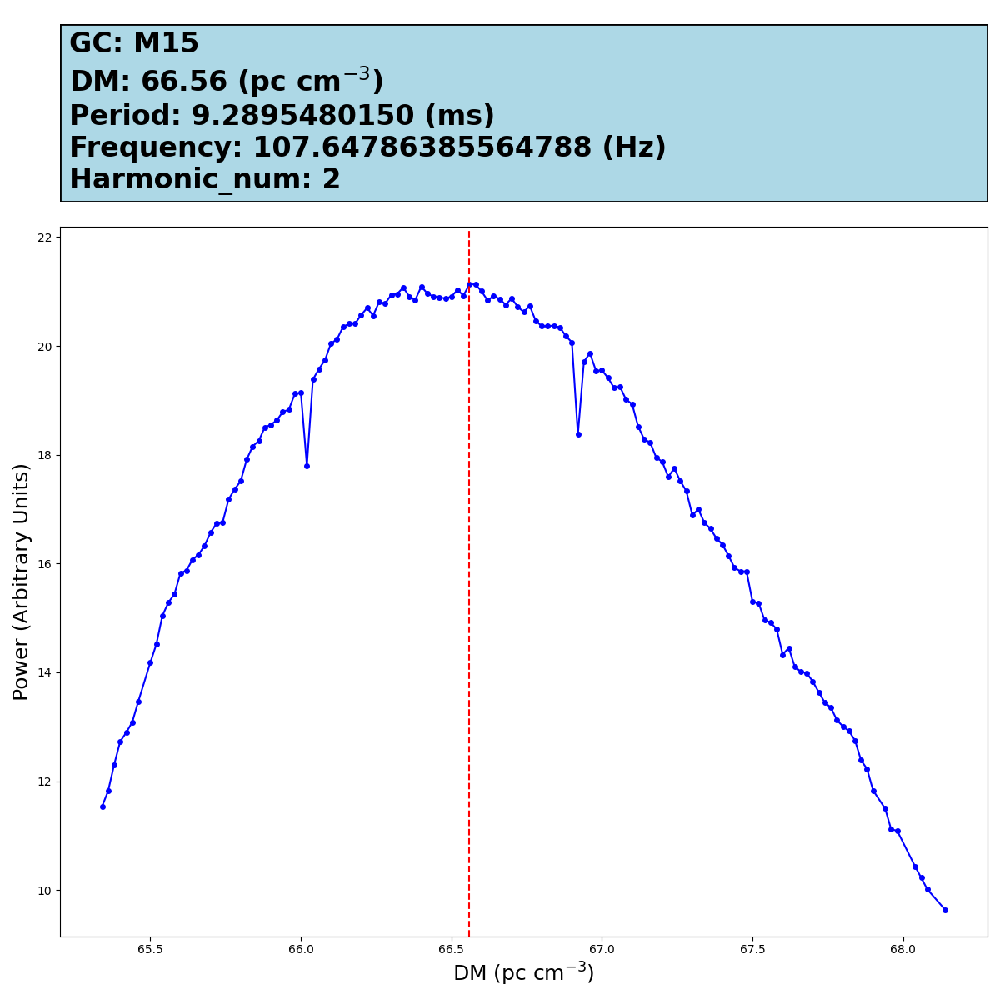 GC: M15
DM: 66.56 (pc cm⁻³)
Period: 9.2895480150 (ms)
Frequency: 107.64786385564788 (Hz)
Harmonic_num: 2
22
20
18
16
14
12
10
Power (Arbitrary Units)
65.5 66.0 66.5 67.0 67.5 68.0
DM (pc cm⁻³)